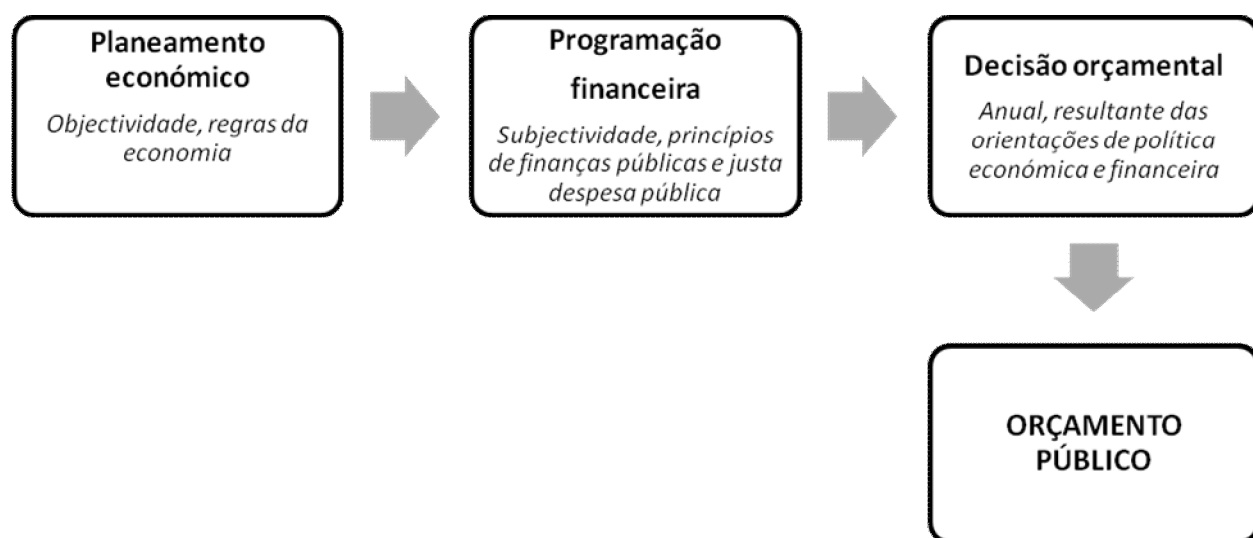 Planeamento
económico
Objectividade, regras da
economia
Programação
financeira
Subjectividade, princípios
de finanças públicas e justa
despesa pública
Decisão orçamental
Anual, resultante das
orientações de política
económica e financeira
ORÇAMENTO
PÚBLICO